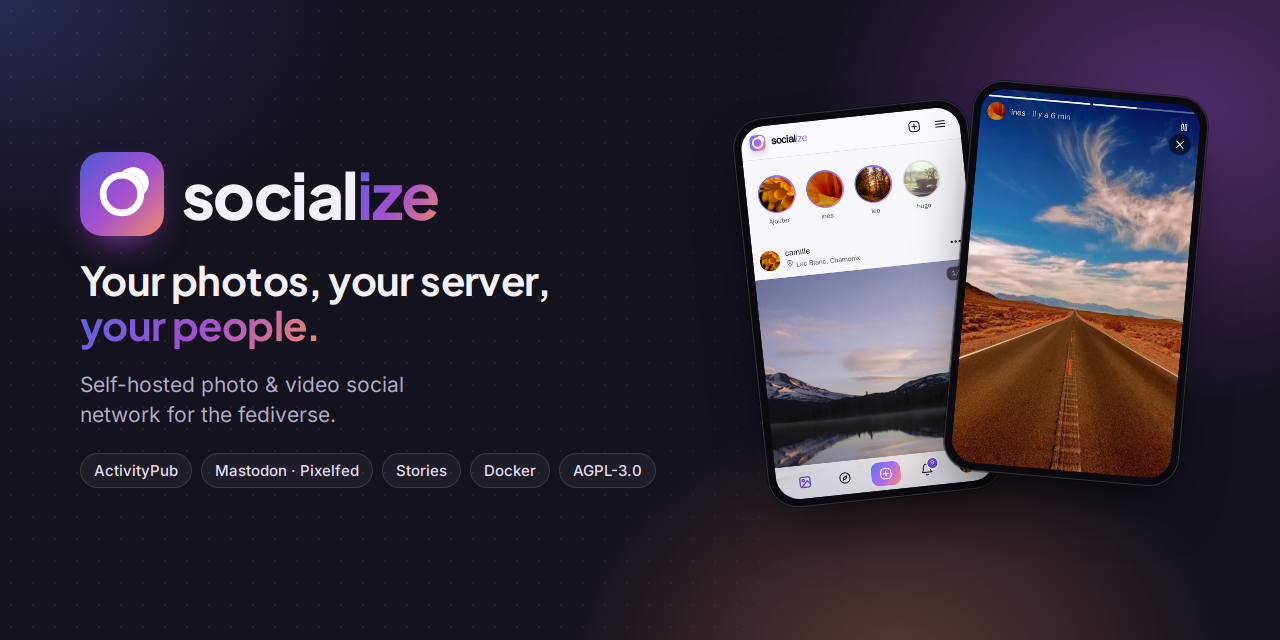 socialize
Your photos, your server,
your people.
Self-hosted photo & video social
network for the fediverse.
ActivityPub
Mastodon · Pixelfed
Stories
Docker
AGPL-3.0
socialize
Ajouter
ines
leo
hugo
camille
Lac Blanc, Chamonix
ines · il y a 6 min